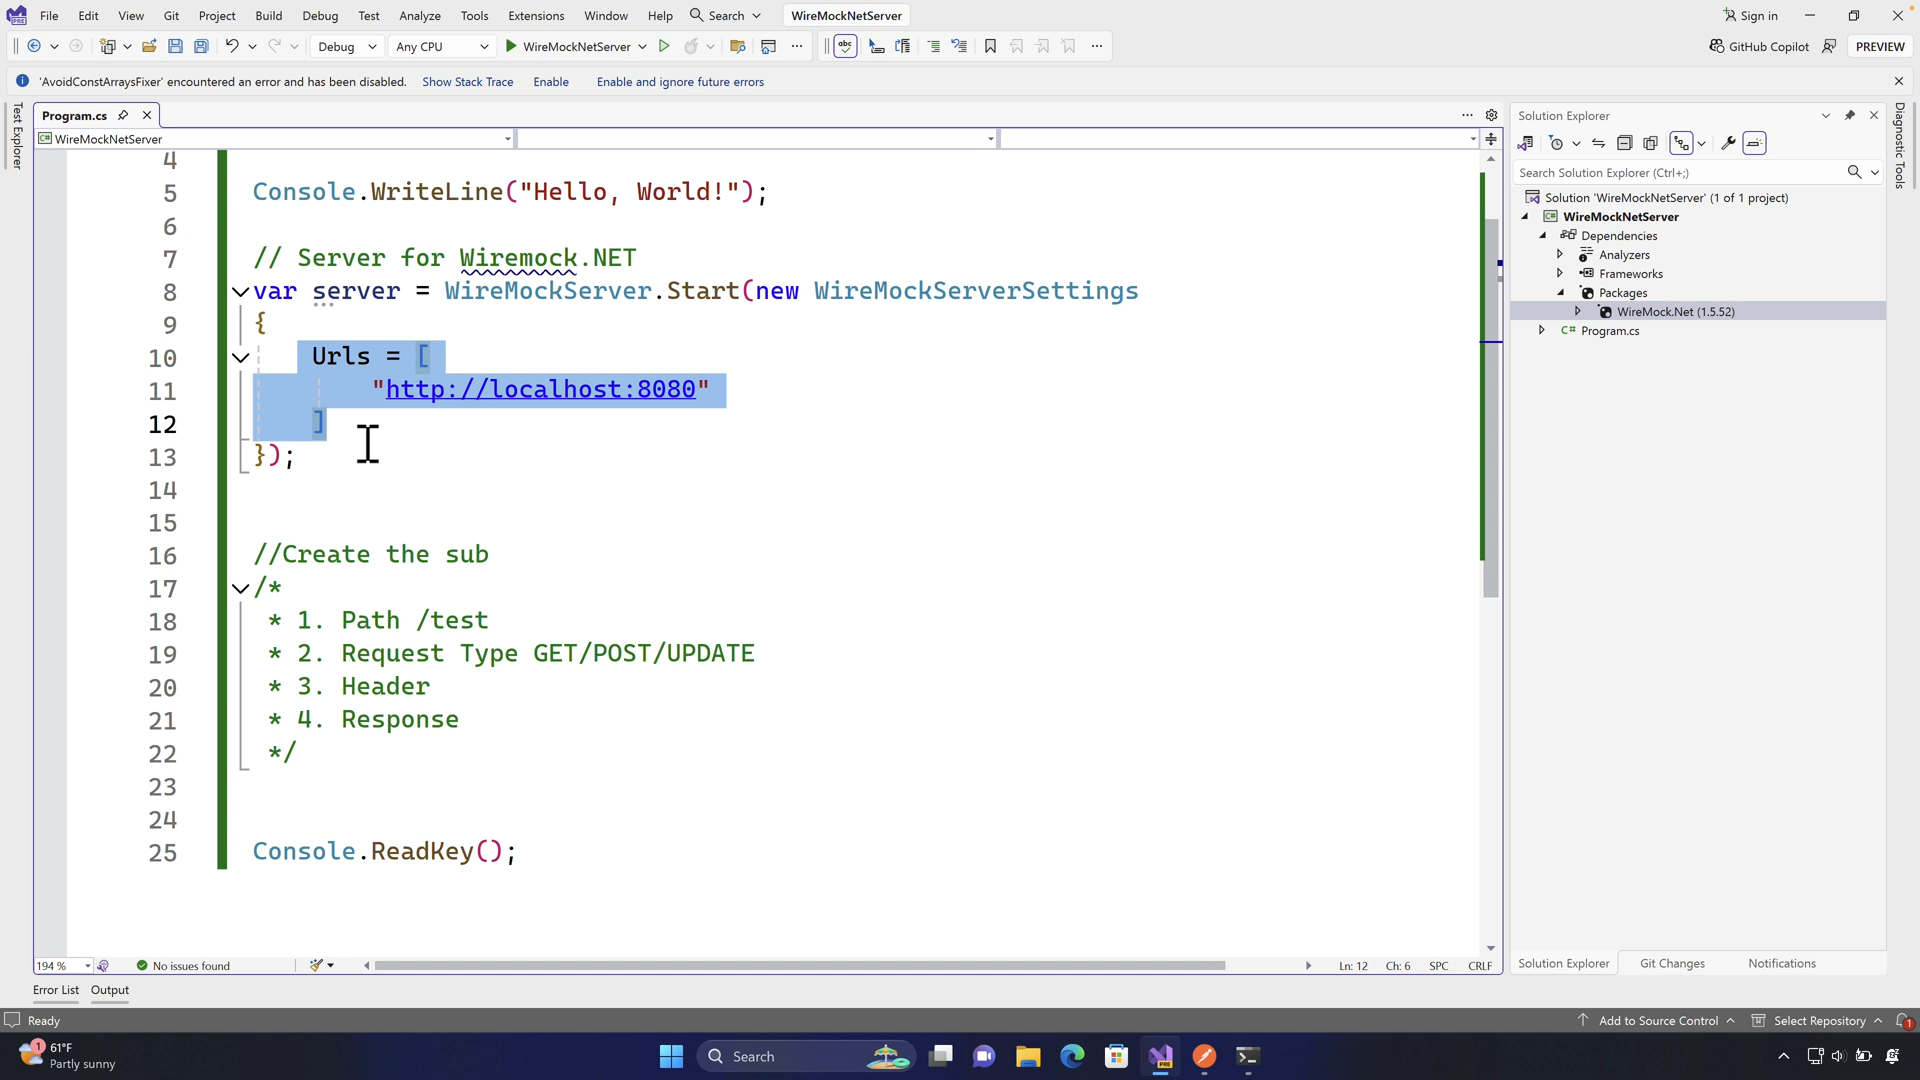 File Edit View Git Project Build Debug Test Analyze Tools Extensions Window Help Search WireMockNetServer Sign in
Debug Any CPU WireMockNetServer abc GitHub Copilot PREVIEW
'AvoidConstArraysFixer' encountered an error and has been disabled. Show Stack Trace Enable Enable and ignore future errors
Test Explorer
Program.cs
C# WireMockNetServer
4
5 Console.WriteLine("Hello, World!");
6
7 // Server for Wiremock.NET
8 var server = WireMockServer.Start(new WireMockServerSettings
9 {
10 Urls = [
11 "http://localhost:8080"
12 ]
13 });
14
15
16 //Create the sub
17 /*
18 * 1. Path /test
19 * 2. Request Type GET/POST/UPDATE
20 * 3. Header
21 * 4. Response
22 */
23
24
25 Console.ReadKey();
194 % No issues found Ln: 12 Ch: 6 SPC CRLF
Solution Explorer
Search Solution Explorer (Ctrl+;)
Solution 'WireMockNetServer' (1 of 1 project)
C# WireMockNetServer
Dependencies
Analyzers
Frameworks
Packages
WireMock.Net (1.5.52)
C# Program.cs
Solution Explorer Git Changes Notifications
Diagnostic Tools
Error List Output
Ready Add to Source Control Select Repository 1
1 61°F
Partly sunny
Search
PRE